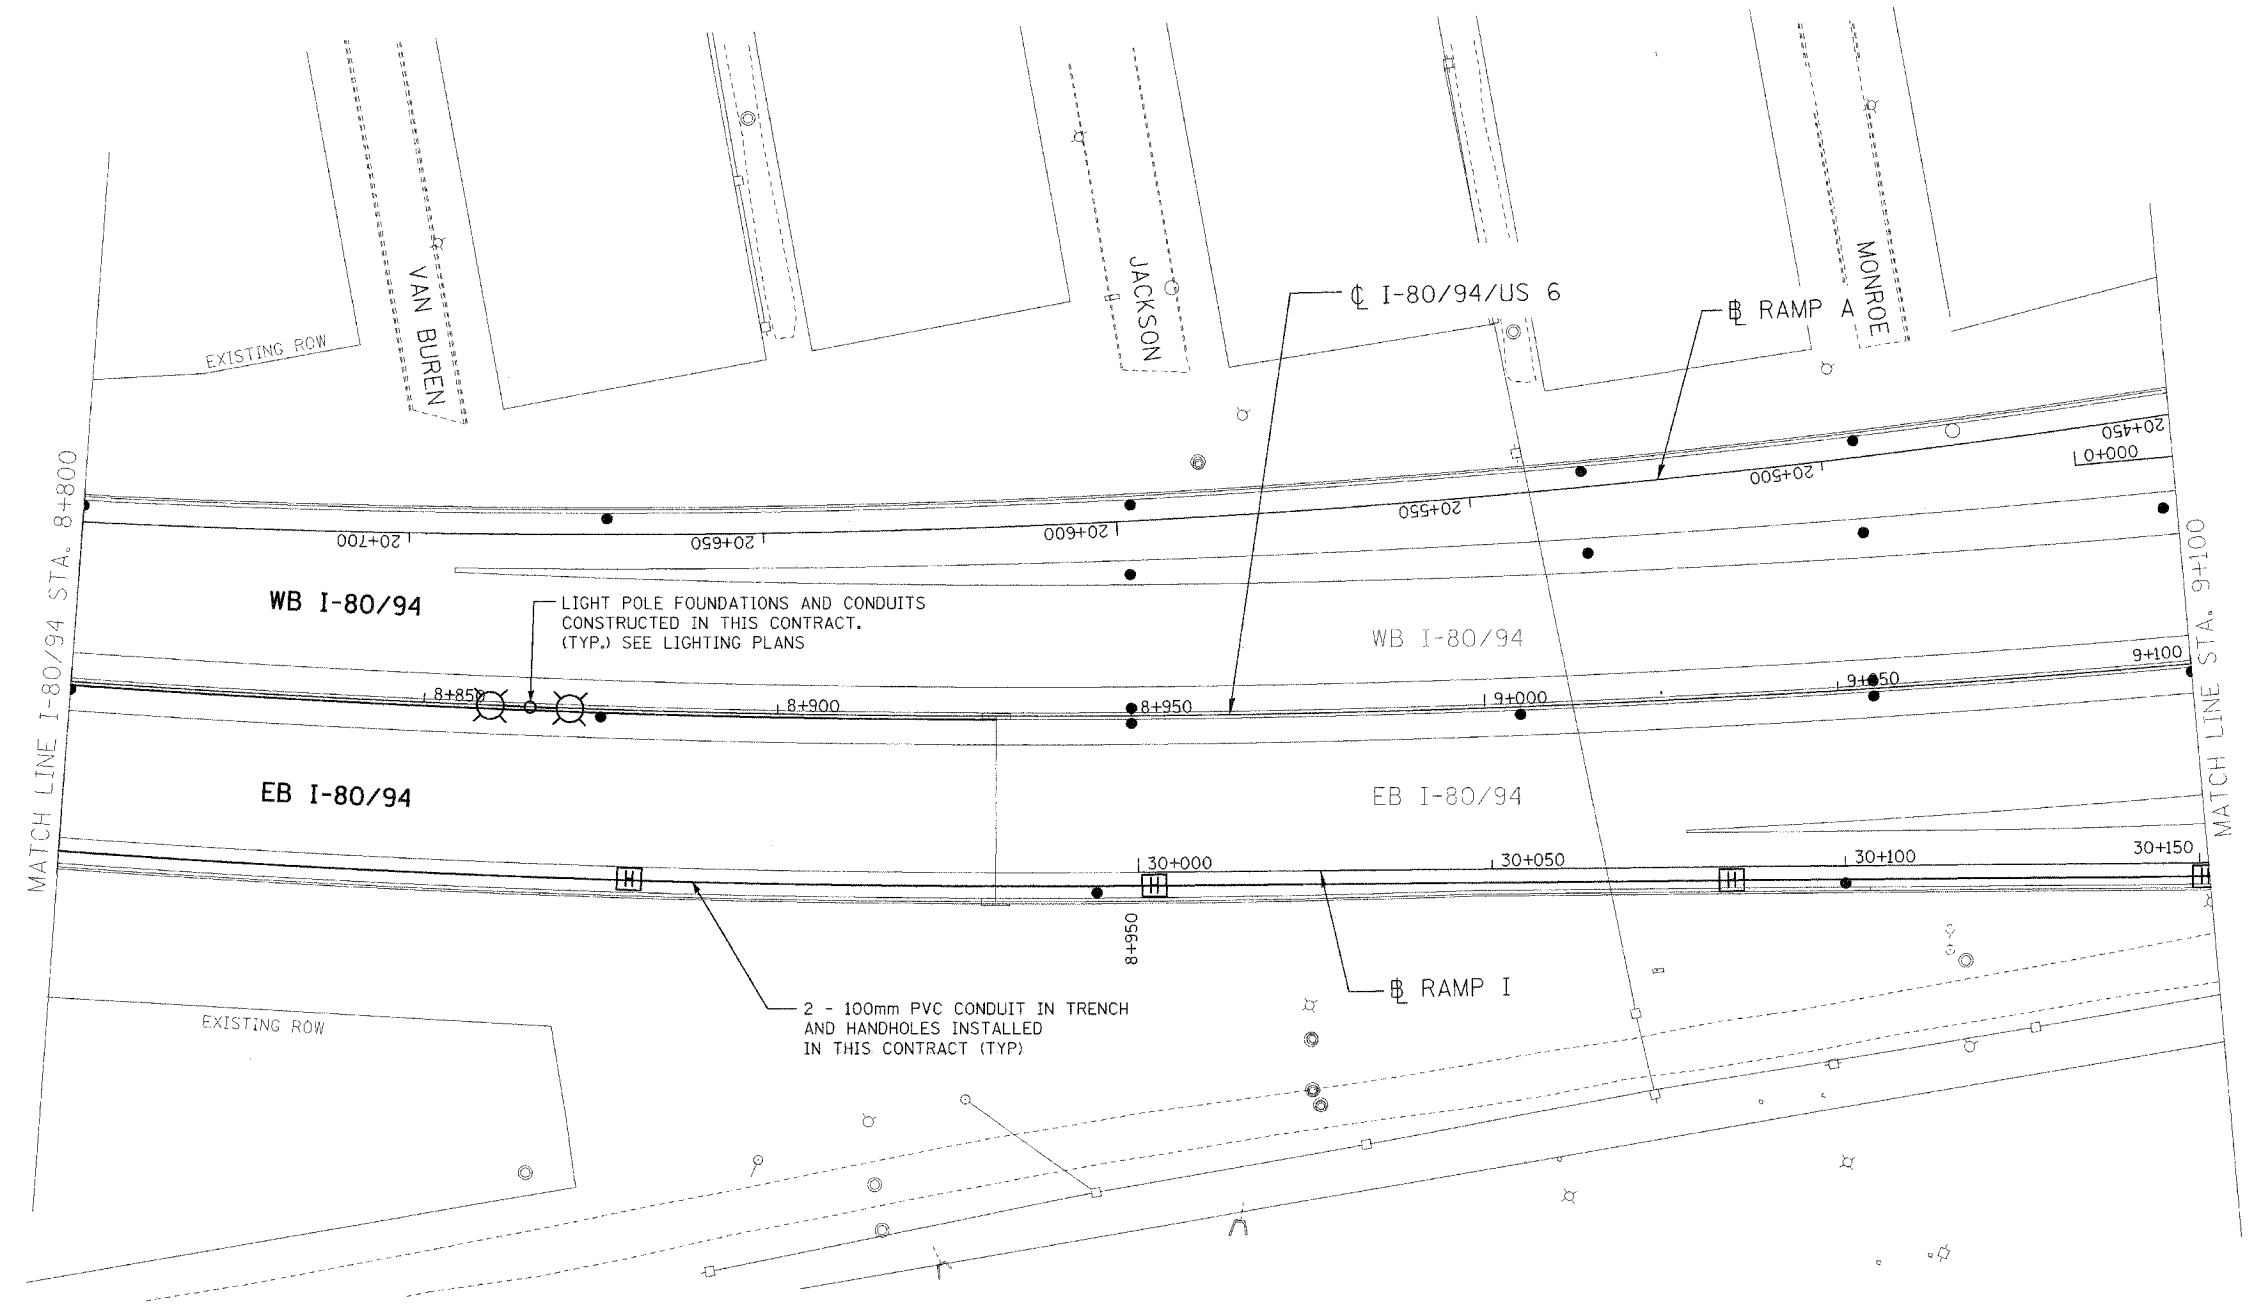 VAN BUREN
JACKSON
MONROE
EXISTING ROW
℄ I-80/94/US 6
BL RAMP A
MATCH LINE I-80/94 STA. 8+800
20+700
20+650
20+600
20+550
20+500
20+450
10+000
WB I-80/94
LIGHT POLE FOUNDATIONS AND CONDUITS
CONSTRUCTED IN THIS CONTRACT.
(TYP.) SEE LIGHTING PLANS
WB I-80/94
8+850
8+900
8+950
9+000
9+050
9+100
MATCH LINE STA. 9+100
EB I-80/94
EB I-80/94
30+000
30+050
30+100
30+150
H
H
H
H
8+950
BL RAMP I
2 - 100mm PVC CONDUIT IN TRENCH
AND HANDHOLES INSTALLED
IN THIS CONTRACT (TYP)
EXISTING ROW